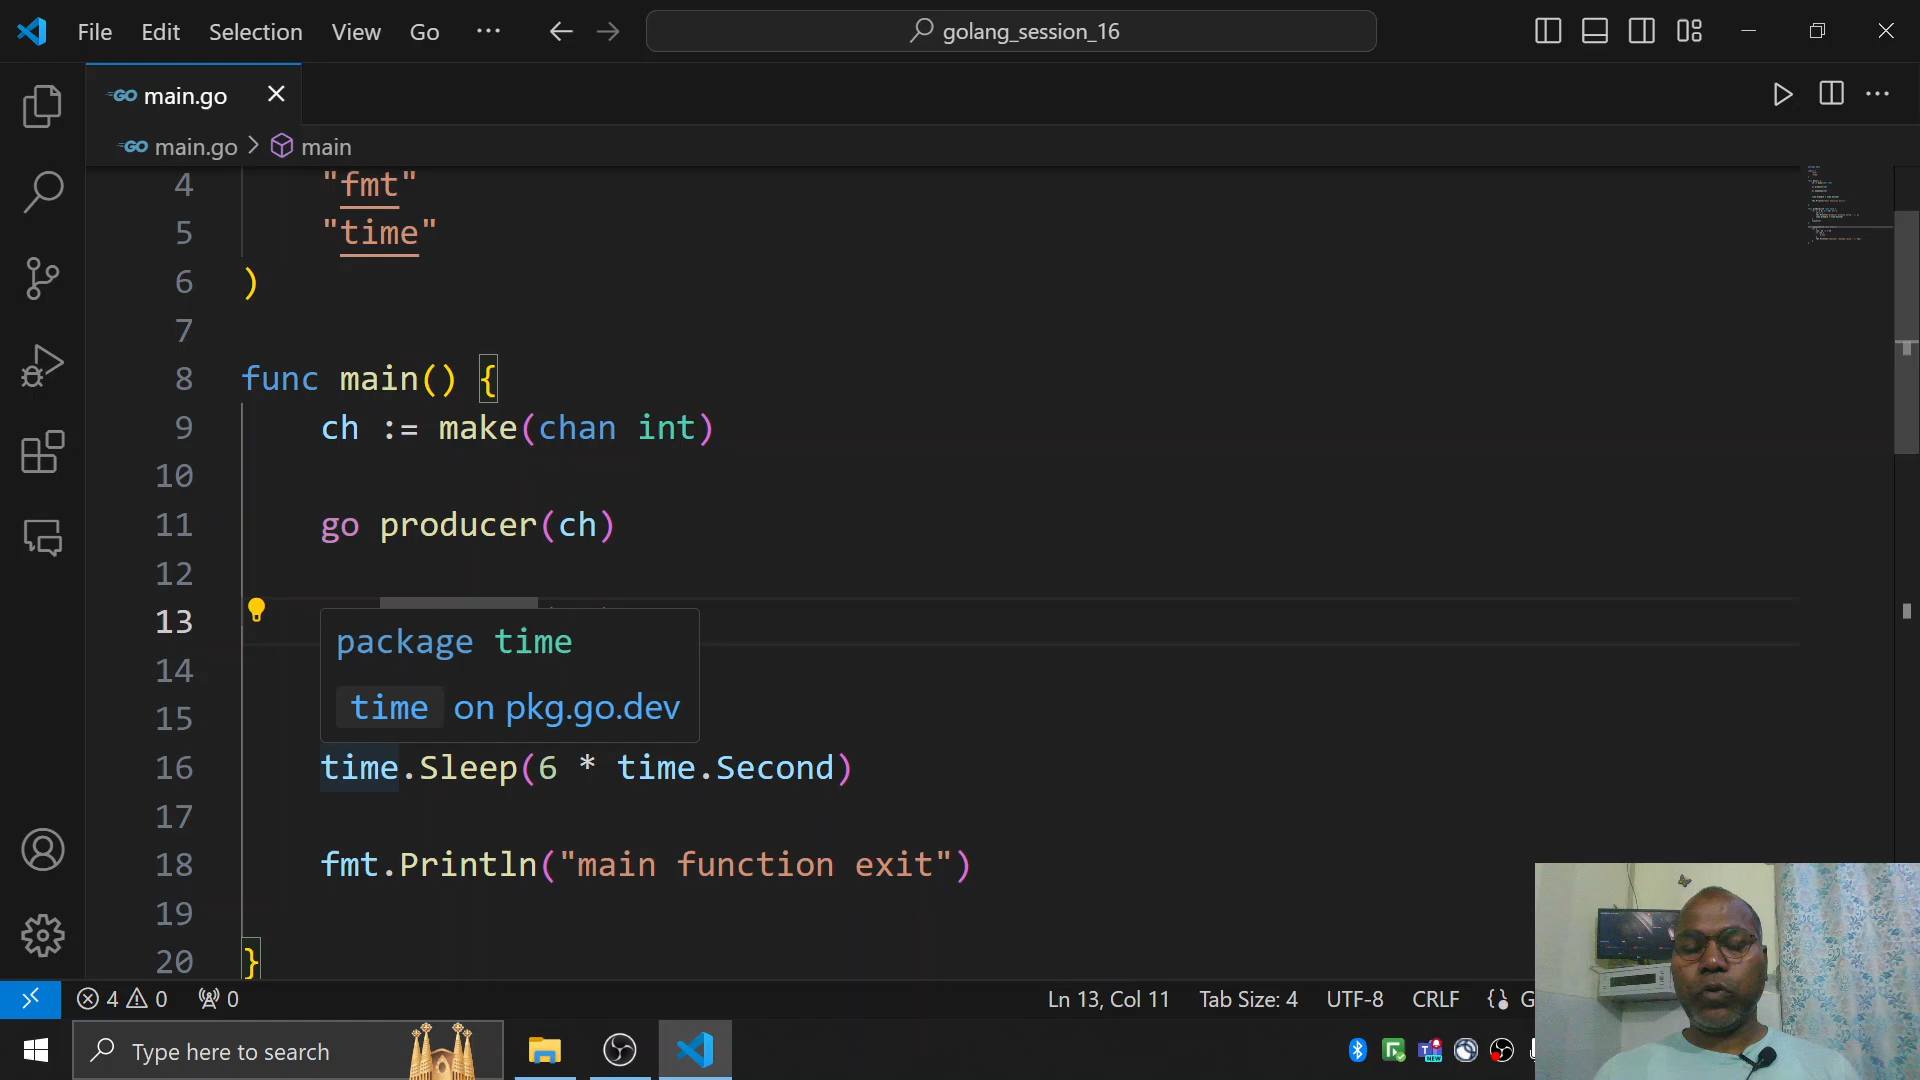 File Edit Selection View Go ··· golang_session_16
GO main.go
GO main.go > main
4 "fmt"
5 "time"
6 )
7
8 func main() {
9 ch := make(chan int)
10
11 go producer(ch)
12
13
package time
14
time on pkg.go.dev
15
16 time.Sleep(6 * time.Second)
17
18 fmt.Println("main function exit")
19
20 }
4 0 0 Ln 13, Col 11 Tab Size: 4 UTF-8 CRLF {} G
Type here to search